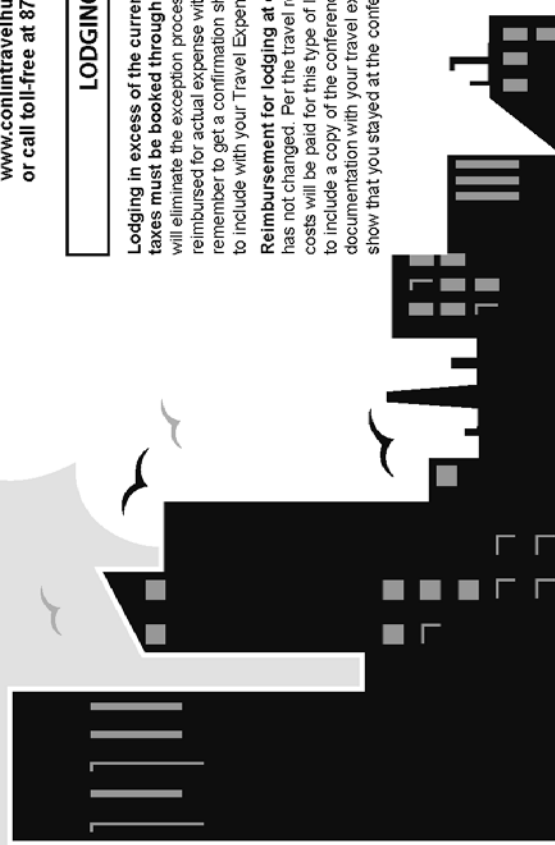 www.conlintravelhu
or call toll-free at 87
LODGING
Lodging in excess of the curren
taxes must be booked through
will eliminate the exception proces
reimbursed for actual expense wit
remember to get a confirmation sh
to include with your Travel Expen
Reimbursement for lodging at
has not changed. Per the travel r
costs will be paid for this type of l
to include a copy of the conferenc
documentation with your travel ex
show that you stayed at the confe